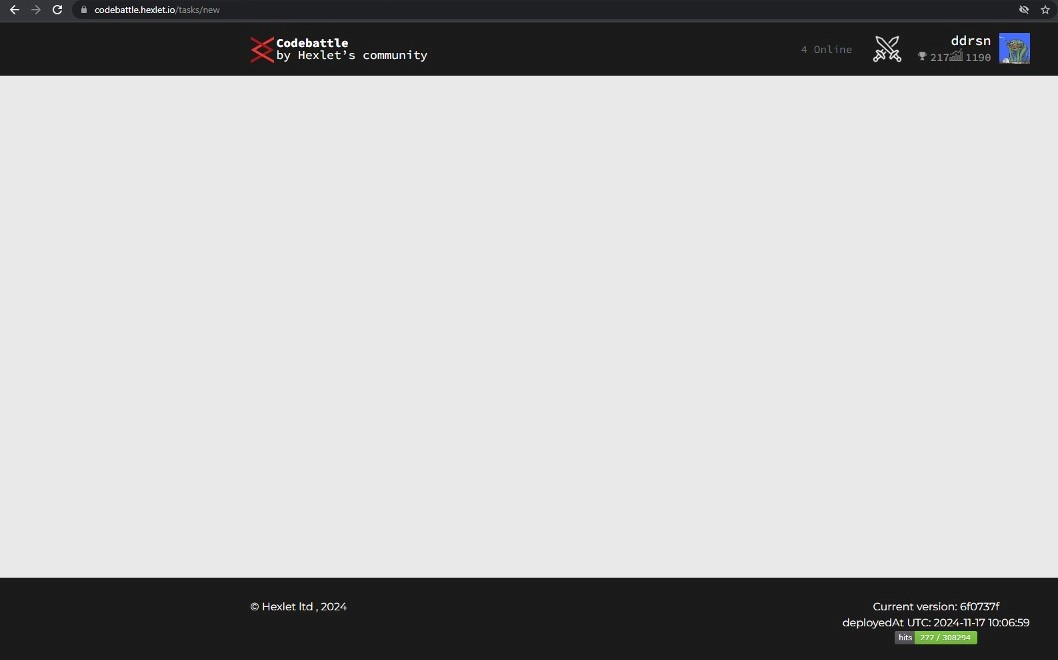 codebattle.hexlet.io/tasks/new
Codebattle
by Hexlet's community
4 Online
ddrsn
217 1190
© Hexlet ltd , 2024
Current version: 6f0737f
deployedAt UTC: 2024-11-17 10:06:59
hits 277 / 308294